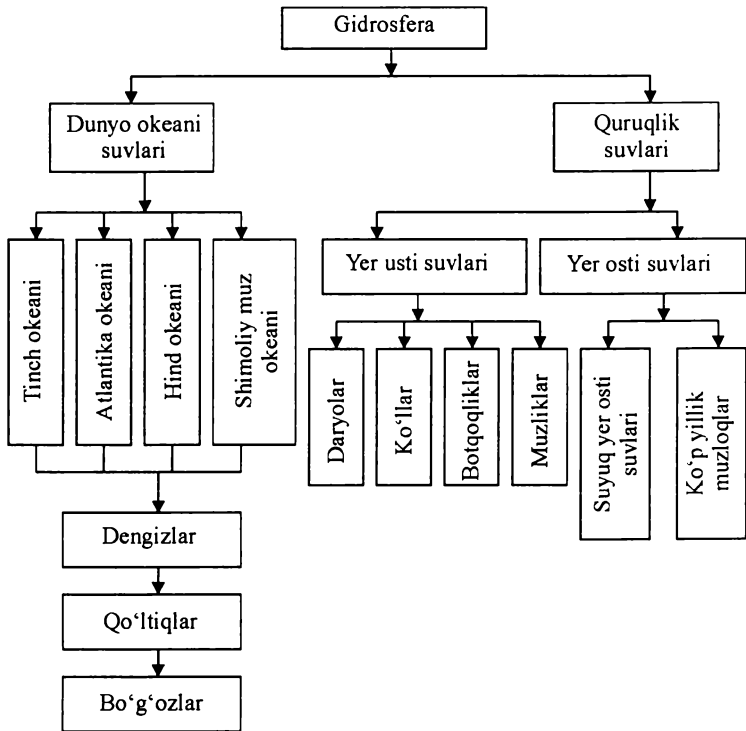 Gidrosfera
Dunyo okeani
suvlari
Quruqlik
suvlari
Tinch okeani
Atlantika okeani
Hind okeani
Shimoliy muz
okeani
Yer usti suvlari
Yer osti suvlari
Daryolar
Ko‘llar
Botqoqliklar
Muzliklar
Suyuq yer osti
suvlari
Ko‘p yillik
muzloqlar
Dengizlar
Qo‘ltiqlar
Bo‘g‘ozlar